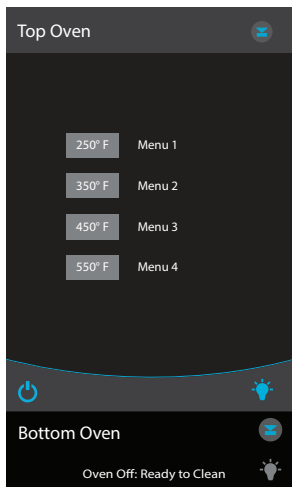 Top Oven
250° F Menu 1
350° F Menu 2
450° F Menu 3
550° F Menu 4
Bottom Oven
Oven Off: Ready to Clean